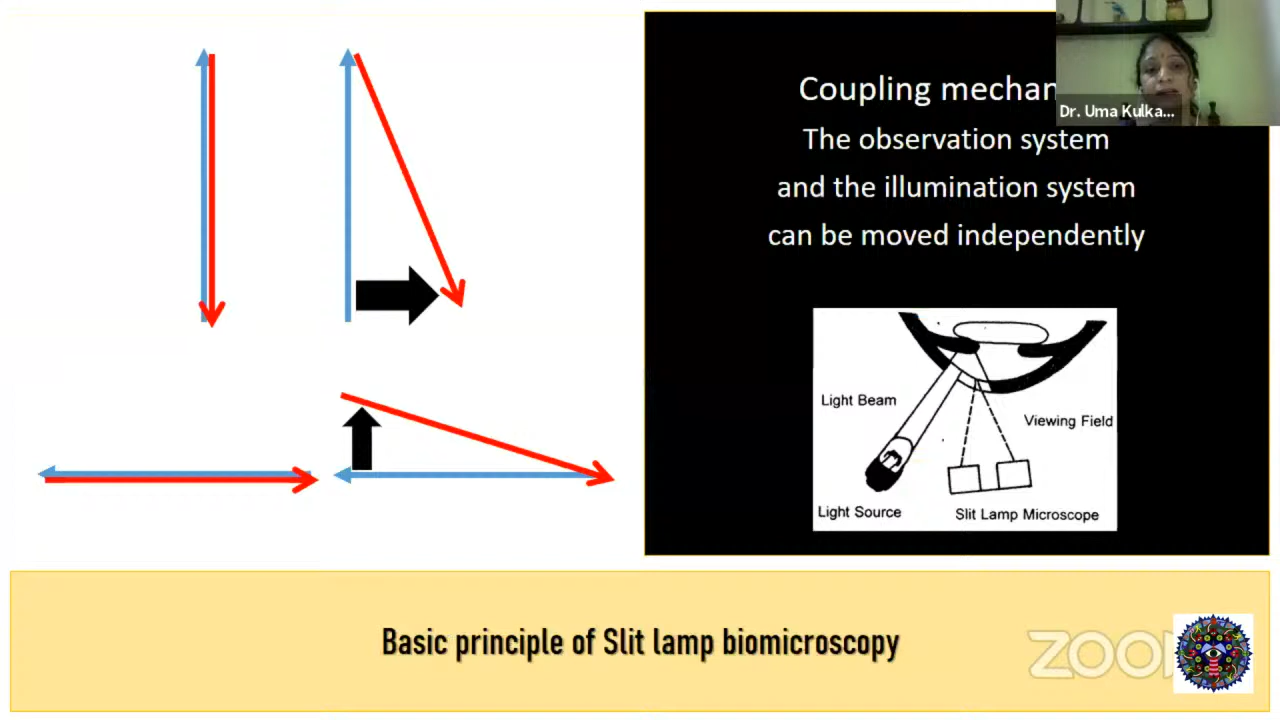 Coupling mechan
Dr. Uma Kulka...
The observation system
and the illumination system
can be moved independently
Light Beam
Viewing Field
Light Source
Slit Lamp Microscope
Basic principle of Slit lamp biomicroscopy
ZOO